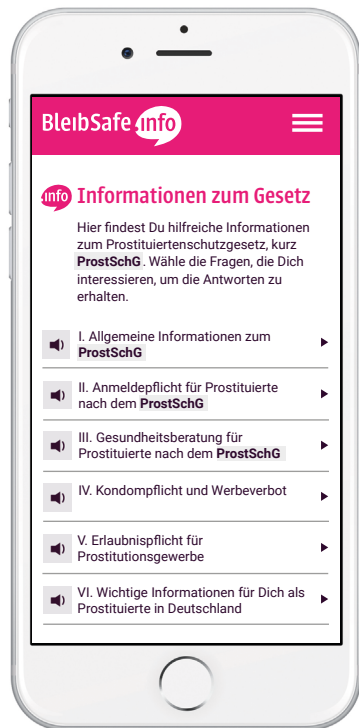 BleibSafe info
info Informationen zum Gesetz
Hier findest Du hilfreiche Informationen
zum Prostituiertenschutzgesetz, kurz
ProstSchG. Wähle die Fragen, die Dich
interessieren, um die Antworten zu
erhalten.
I. Allgemeine Informationen zum
ProstSchG
II. Anmeldepflicht für Prostituierte
nach dem ProstSchG
III. Gesundheitsberatung für
Prostituierte nach dem ProstSchG
IV. Kondompflicht und Werbeverbot
V. Erlaubnispflicht für
Prostitutionsgewerbe
VI. Wichtige Informationen für Dich als
Prostituierte in Deutschland